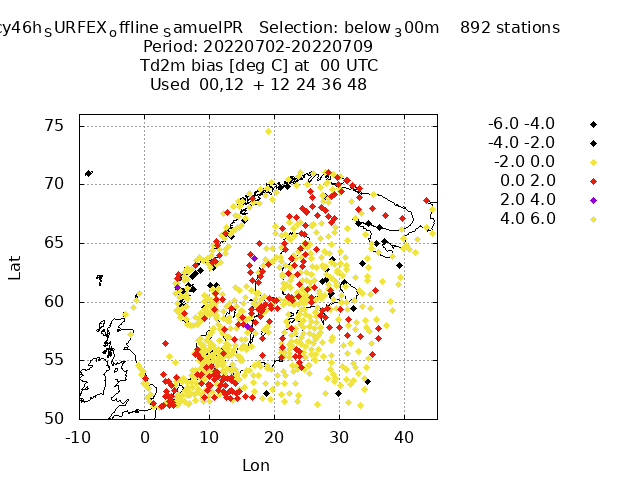 cy46h_SURFEX_offline_SamuelPR Selection: below_300m 892 stations
Period: 20220702-20220709
Td2m bias [deg C] at 00 UTC
Used 00,12 + 12 24 36 48
-6.0 -4.0
-4.0 -2.0
-2.0 0.0
0.0 2.0
2.0 4.0
4.0 6.0
75
70
65
60
55
50
Lat
-10 0 10 20 30 40
Lon